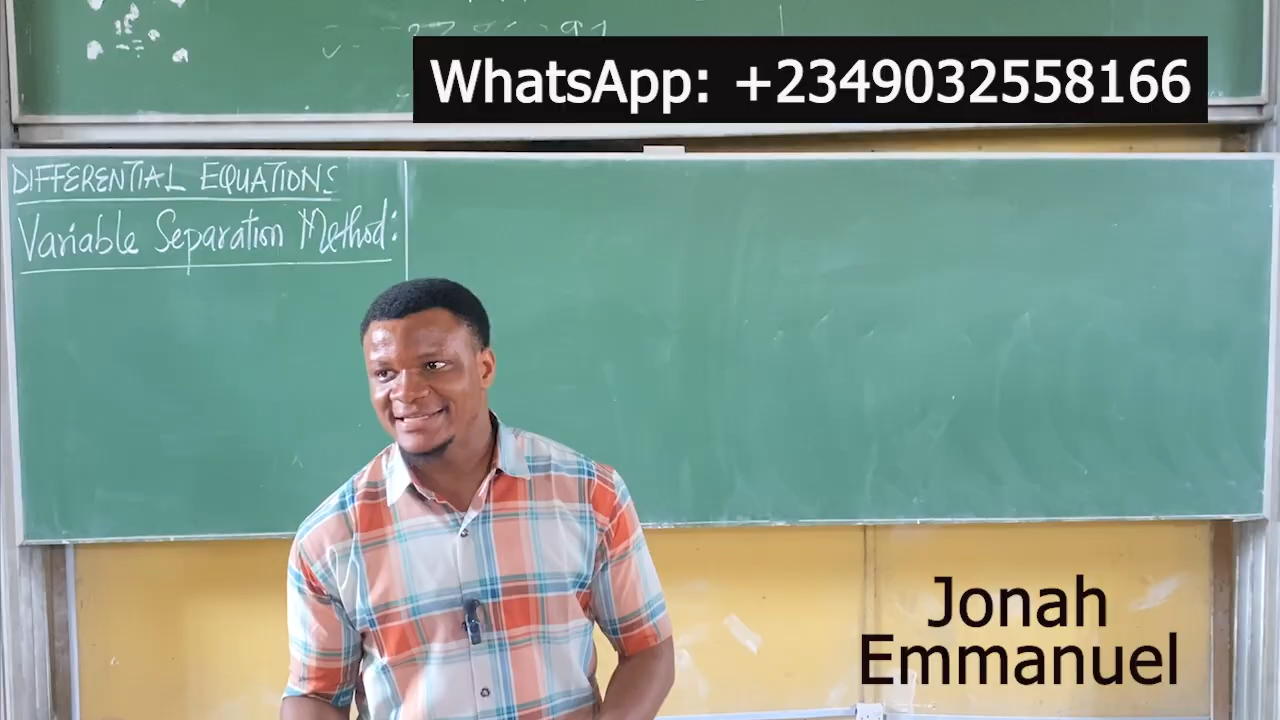 WhatsApp: +2349032558166
DIFFERENTIAL EQUATIONS
Variable Separation Method:
Jonah
Emmanuel